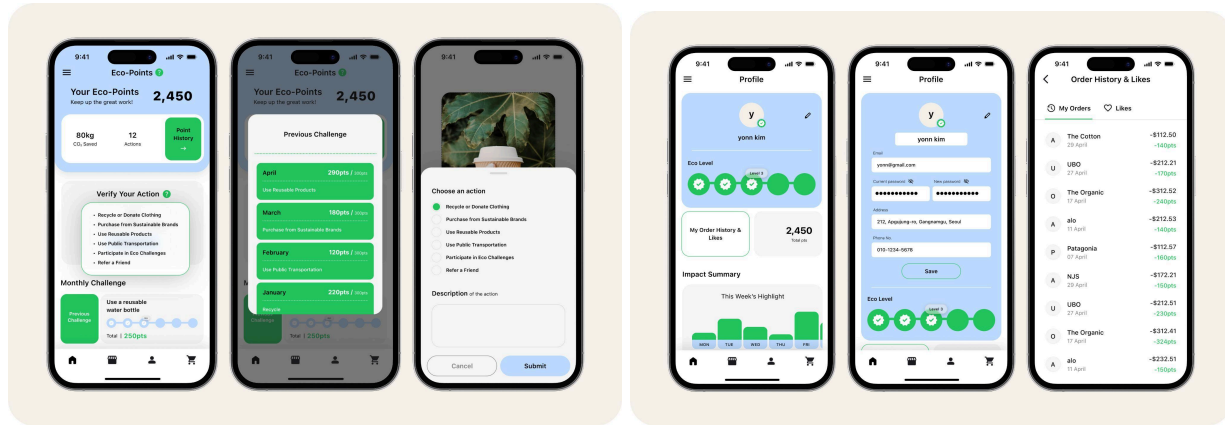 9:41
Eco-Points ?
Your Eco-Points
Keep up the great work!
2,450
80kg
CO₂ Saved
12
Actions
Point
History
→
Verify Your Action ?
• Recycle or Donate Clothing
• Purchase from Sustainable Brands
• Use Reusable Products
• Use Public Transportation
• Participate in Eco Challenges
• Refer a Friend
Monthly Challenge
Previous
Challenge
Use a reusable
water bottle
Total | 250pts
9:41
Eco-Points ?
Your Eco-Points
Keep up the great work!
2,450
Previous Challenge
April
290pts / 300pts
Use Reusable Products
March
180pts / 300pts
Purchase from Sustainable Brands
February
120pts / 300pts
Use Public Transportation
January
220pts / 300pts
Recycle
Challenge
Total | 250pts
9:41
Choose an action
Recycle or Donate Clothing
Purchase from Sustainable Brands
Use Reusable Products
Use Public Transportation
Participate in Eco Challenges
Refer a Friend
Description of the action
Cancel
Submit
9:41
Profile
y
yonn kim
Eco Level
Level 3
My Order History &
Likes
2,450
Total pts
Impact Summary
This Week's Highlight
MON TUE WED THU FRI
9:41
Profile
y
yonn kim
Email
yonn@gmail.com
Current password
New password
Address
212, Apgujung-ro, Gangnamgu, Seoul
Phone No.
010-1234-5678
Save
Eco Level
Level 3
9:41
Order History & Likes
My Orders
Likes
A The Cotton -$112.50
29 April -140pts
U UBO -$212.21
27 April -170pts
O The Organic -$312.52
17 April -240pts
A alo -$212.53
11 April -140pts
P Patagonia -$112.57
07 April -160pts
A NJS -$172.21
29 April -150pts
U UBO -$212.51
27 April -230pts
O The Organic -$312.41
17 April -324pts
A alo -$232.51
11 April -150pts